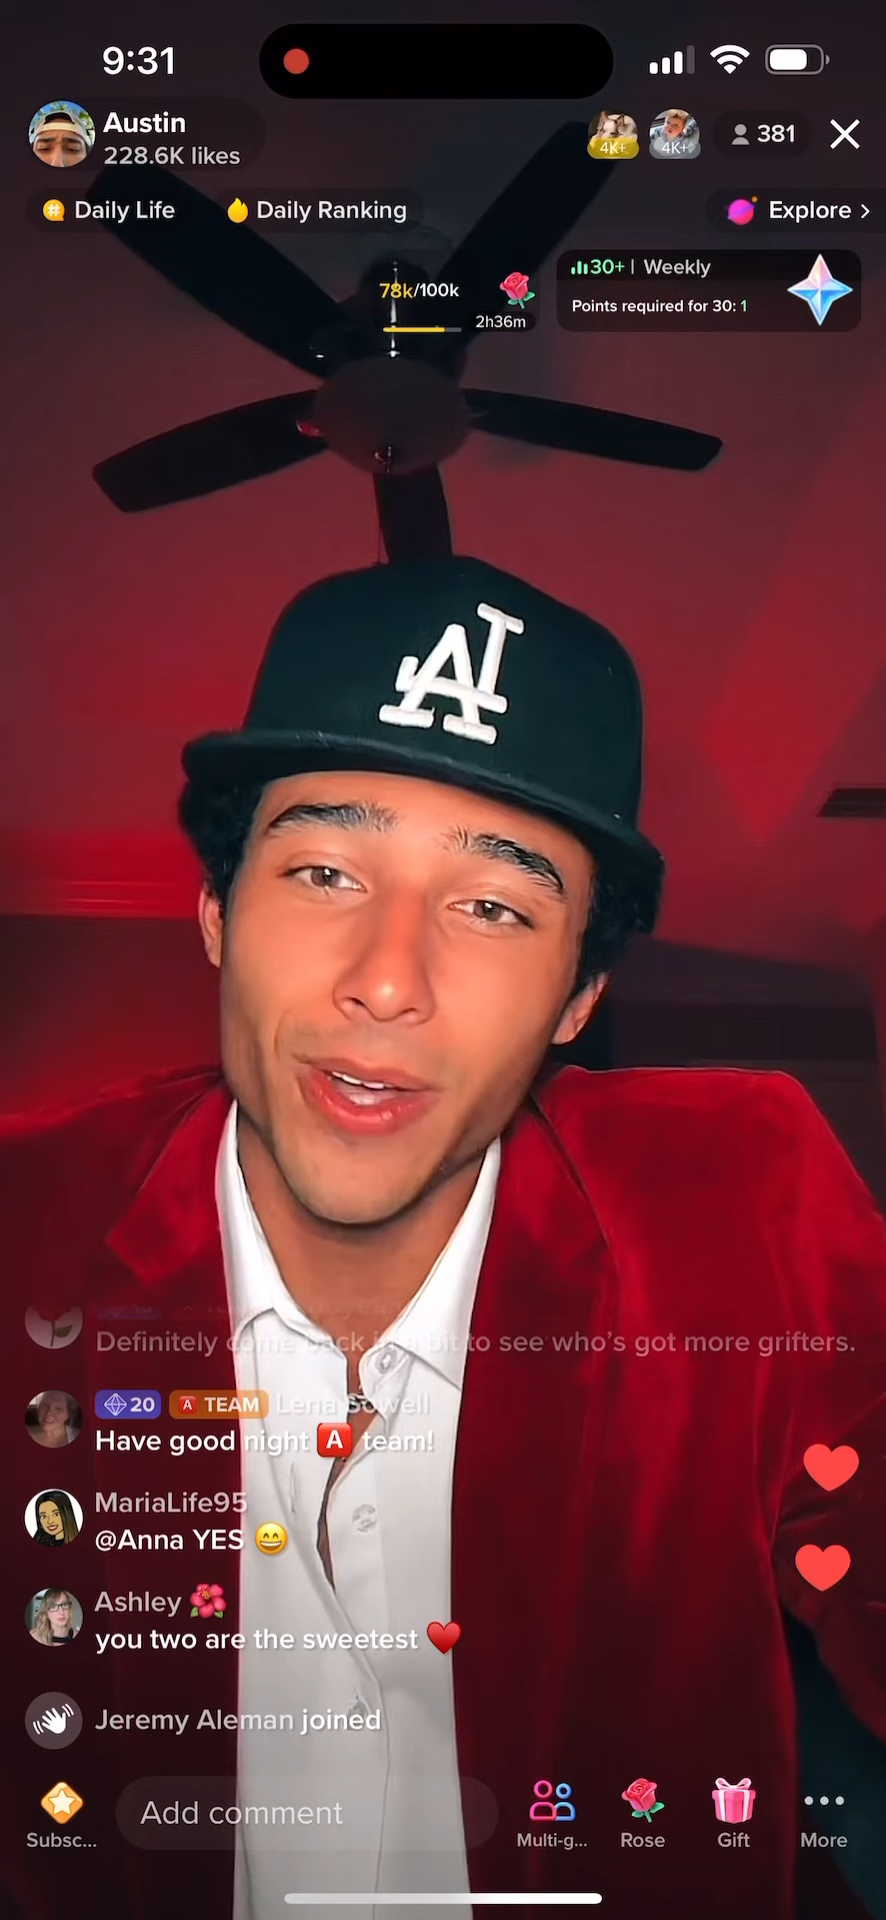 9:31
Austin
228.6K likes
4K+
4K+
381
Daily Life
Daily Ranking
Explore >
78k/100k
2h36m
30+ | Weekly
Points required for 30: 1
Definitely come back in a bit to see who's got more grifters.
20 A TEAM Lena Sowell
Have good night A team!
MariaLife95
@Anna YES 😄
Ashley 🌺
you two are the sweetest ♥️
Jeremy Aleman joined
Subsc...
Add comment
Multi-g...
Rose
Gift
More